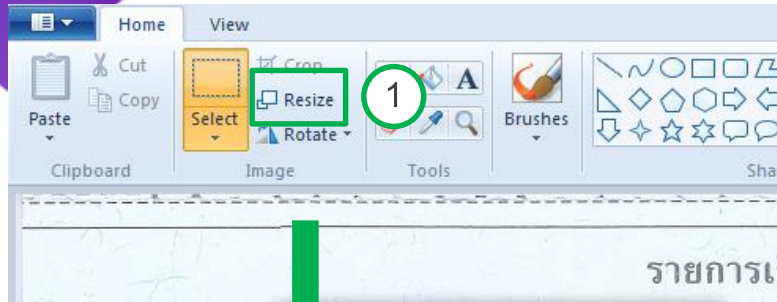 Home View
Cut
Copy
Paste
Clipboard
Select
Crop
Resize
Rotate
Image
1
A
Tools
Brushes
Sha
รายการเ